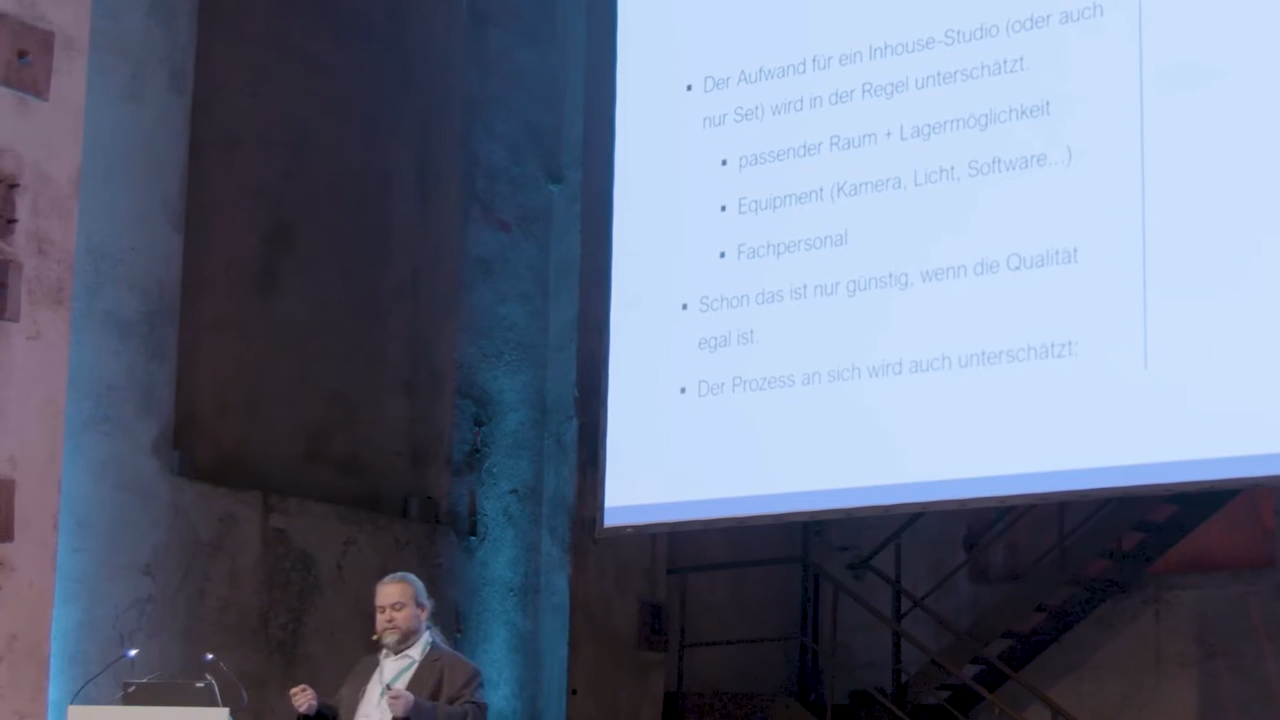 Der Aufwand für ein Inhouse-Studio (oder auch
nur Set) wird in der Regel unterschätzt.
passender Raum + Lagermöglichkeit
Equipment (Kamera, Licht, Software...)
Fachpersonal
Schon das ist nur günstig, wenn die Qualität
egal ist.
Der Prozess an sich wird auch unterschätzt: